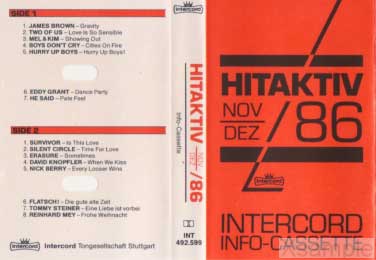 INTERCORD
SIDE 1
1. JAMES BROWN – Gravity
2. TWO OF US – Love Is So Sensible
3. MEL & KIM – Showing Out
4. BOYS DON'T CRY – Cities On Fire
5. HURRY UP BOYS – Hurry Up Boys!
6. EDDY GRANT – Dance Party
7. HE SAID – Pale Feet
SIDE 2
1. SURVIVOR – Is This Love
2. SILENT CIRCLE – Time For Love
3. ERASURE – Sometimes
4. DAVID KNOPFLER – When We Kiss
5. NICK BERRY – Every Loser Wins
6. FLATSCH! – Die gute alte Zeit
7. TOMMY STEINER – Eine Liebe ist vorbei
8. REINHARD MEY – Frohe Weihnacht
Intercord Tongesellschaft Stuttgart
HITAKTIV NOV DEZ /86
Info-Cassette
INT
492.599
HITAKTIV
NOV
DEZ /86
INTERCORD
INTERCORD
INFO-CASSETTE